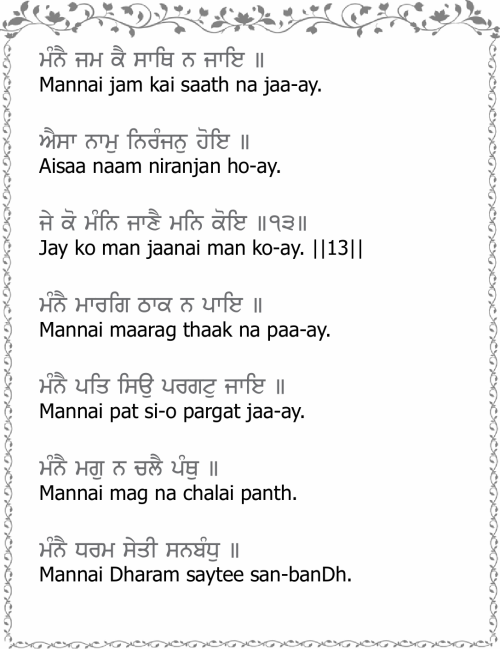 ਮੰਨੈ ਜਮ ਕੈ ਸਾਥਿ ਨ ਜਾਇ ॥
Mannai jam kai saath na jaa-ay.
ਐਸਾ ਨਾਮੁ ਨਿਰੰਜਨੁ ਹੋਇ ॥
Aisaa naam niranjan ho-ay.
ਜੇ ਕੋ ਮੰਨਿ ਜਾਣੈ ਮਨਿ ਕੋਇ ॥੧੩॥
Jay ko man jaanai man ko-ay. ||13||
ਮੰਨੈ ਮਾਰਗਿ ਠਾਕ ਨ ਪਾਇ ॥
Mannai maarag thaak na paa-ay.
ਮੰਨੈ ਪਤਿ ਸਿਉ ਪਰਗਟੁ ਜਾਇ ॥
Mannai pat si-o pargat jaa-ay.
ਮੰਨੈ ਮਗੁ ਨ ਚਲੈ ਪੰਥੁ ॥
Mannai mag na chalai panth.
ਮੰਨੈ ਧਰਮ ਸੇਤੀ ਸਨਬੰਧੁ ॥
Mannai Dharam saytee san-banDh.